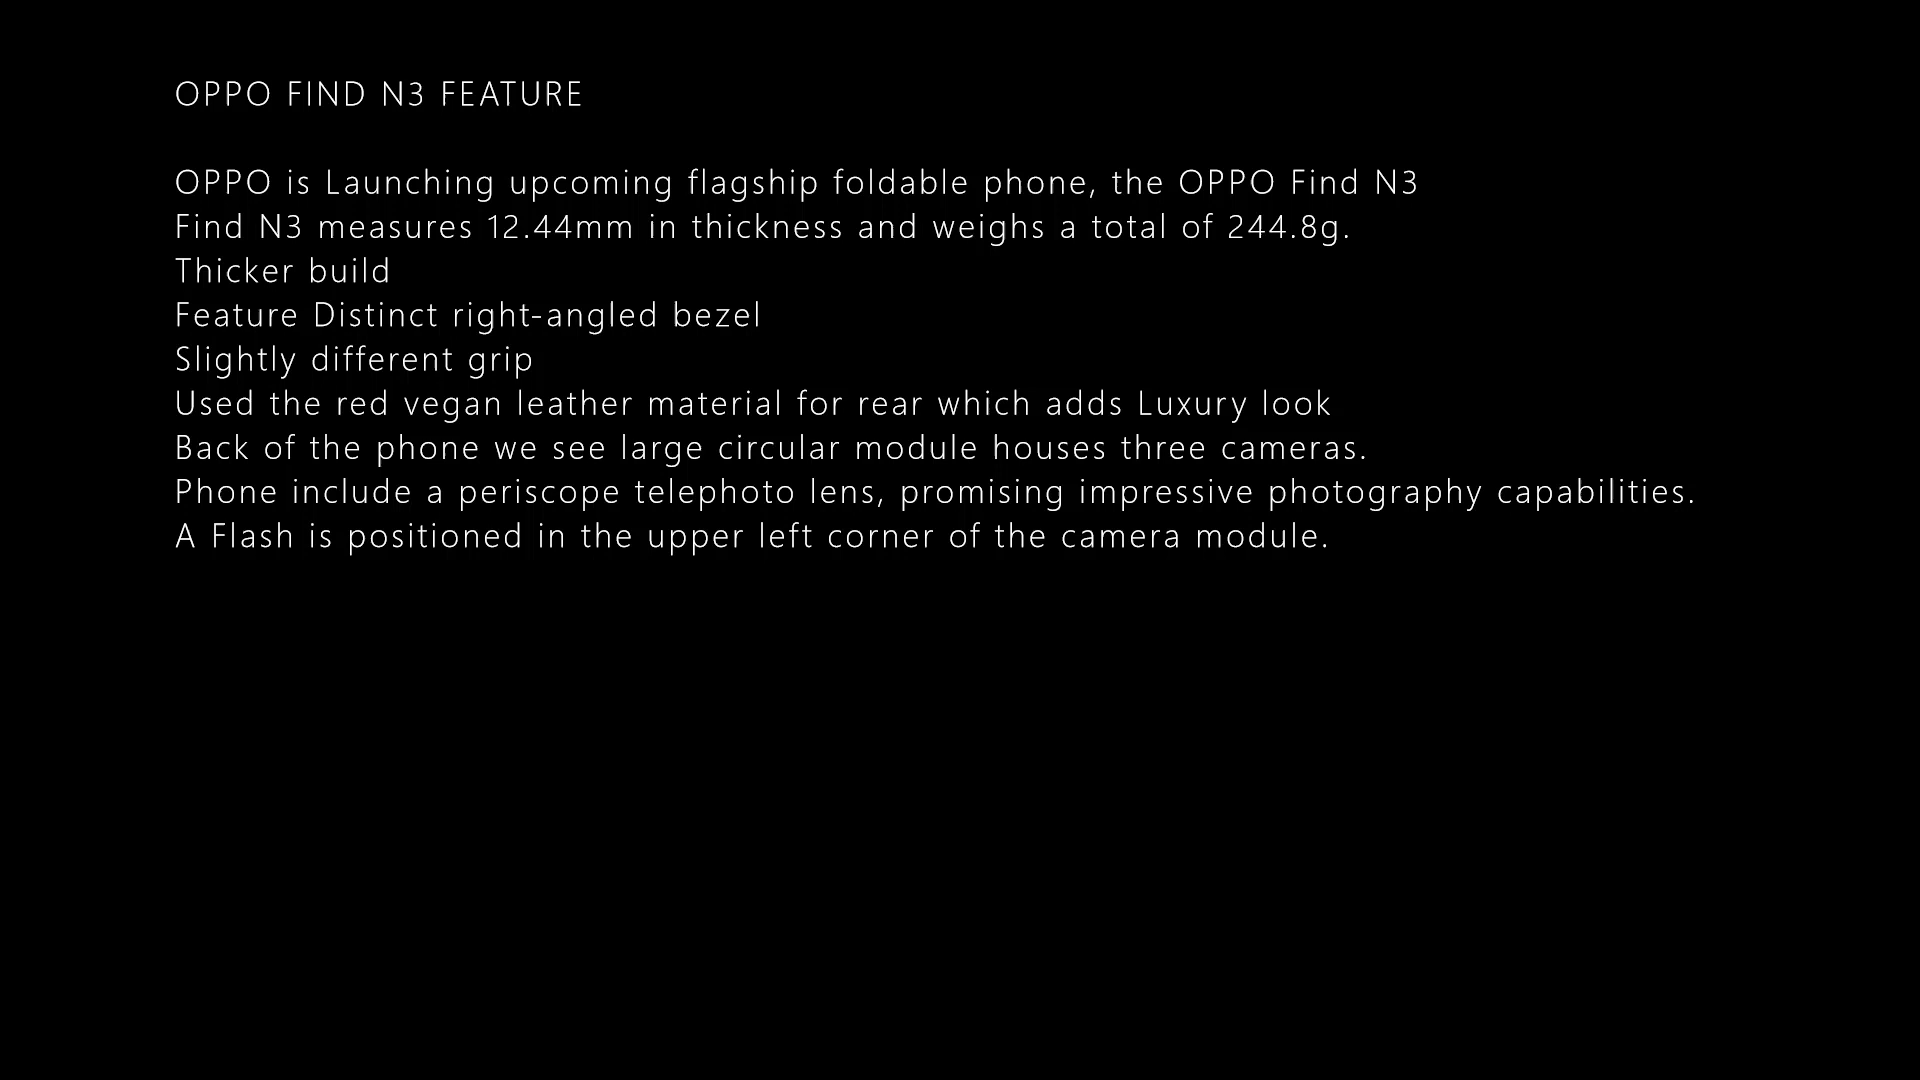 OPPO FIND N3 FEATURE
OPPO is Launching upcoming flagship foldable phone, the OPPO Find N3
Find N3 measures 12.44mm in thickness and weighs a total of 244.8g.
Thicker build
Feature Distinct right-angled bezel
Slightly different grip
Used the red vegan leather material for rear which adds Luxury look
Back of the phone we see large circular module houses three cameras.
Phone include a periscope telephoto lens, promising impressive photography capabilities.
A Flash is positioned in the upper left corner of the camera module.